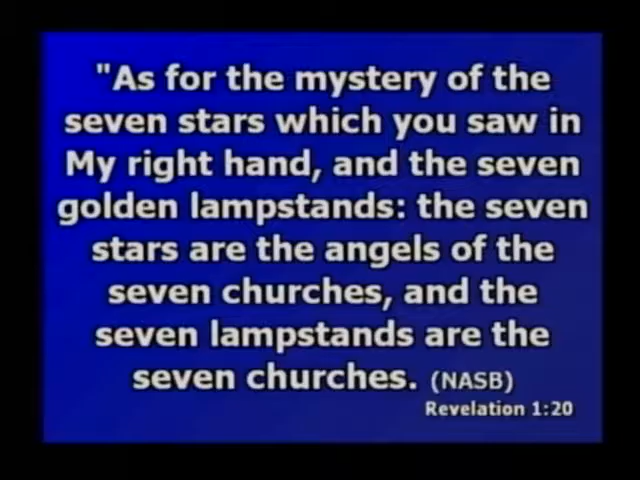 "As for the mystery of the
seven stars which you saw in
My right hand, and the seven
golden lampstands: the seven
stars are the angels of the
seven churches, and the
seven lampstands are the
seven churches. (NASB)
Revelation 1:20